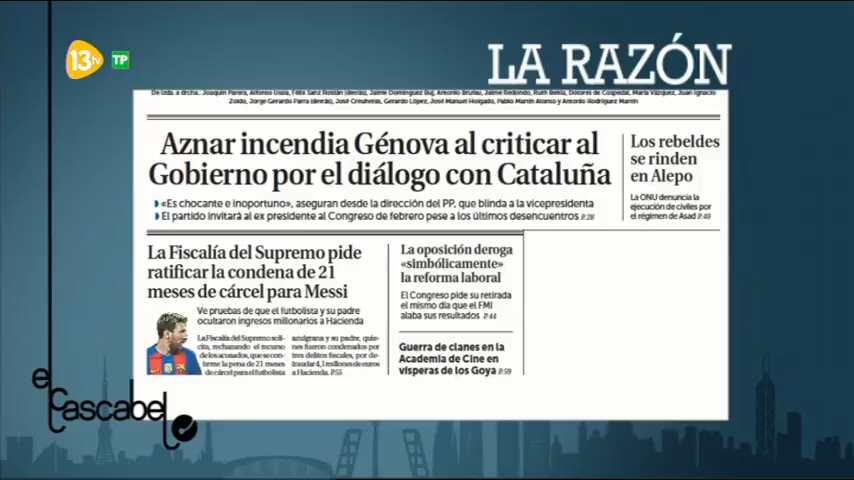 13tv
TP
LA RAZÓN
De izda. a drcha.: Joaquín Parera, Alfonso Ussía, Félix Sanz Roldán (detrás), Jaime Domínguez Buj, Antonio Brufau, Jaime Redondo, Ruth Beitia, Dolores de Cospedal, María Vázquez, Juan Ignacio
Zoido, Jorge Gerardo Parra (detrás), José Creuheras, Gerardo López, José Manuel Holgado, Pablo Martín Alonso y Antonio Rodríguez Martín
Aznar incendia Génova al criticar al
Gobierno por el diálogo con Cataluña
«Es chocante e inoportuno», aseguran desde la dirección del PP, que blinda a la vicepresidenta
El partido invitará al ex presidente al Congreso de febrero pese a los últimos desencuentros P. 28
Los rebeldes
se rinden
en Alepo
La ONU denuncia la
ejecución de civiles por
el régimen de Asad P. 40
La Fiscalía del Supremo pide
ratificar la condena de 21
meses de cárcel para Messi
Ve pruebas de que el futbolista y su padre
ocultaron ingresos millonarios a Hacienda
La Fiscalía del Supremo soli-
cita, rechazando el recurso
de los acusados, que se con-
firme la pena de 21 meses
de cárcel para el futbolista
azulgrana y su padre, quie-
nes fueron condenados por
tres delitos fiscales, por de-
fraudar 4,1 millones de euros
a Hacienda. P. 55
La oposición deroga
«simbólicamente»
la reforma laboral
El Congreso pide su retirada
el mismo día que el FMI
alaba sus resultados P. 44
Guerra de clanes en la
Academia de Cine en
vísperas de los Goya P. 59
el Cascabel